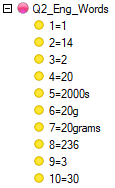 Q2_Eng_Words
1=1
2=14
3=2
4=20
5=2000s
6=20g
7=20grams
8=236
9=3
10=30